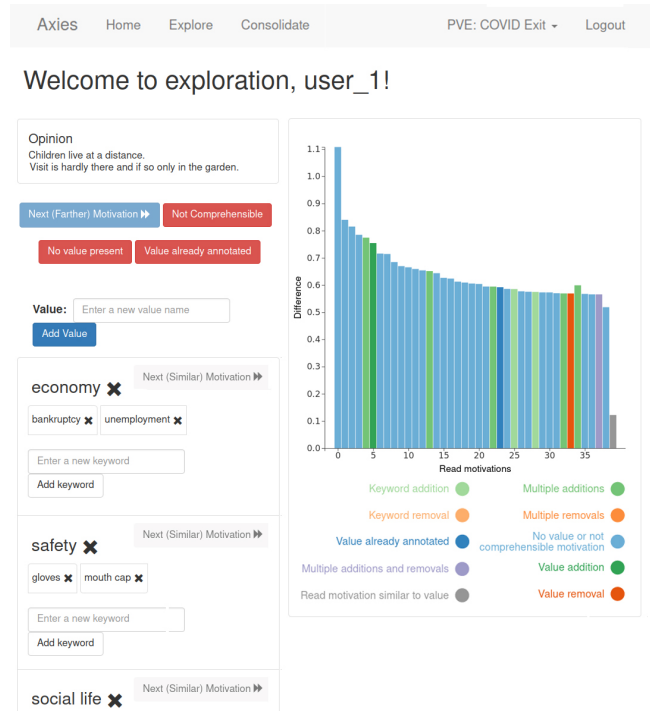 Axies Home Explore Consolidate PVE: COVID Exit Logout
Welcome to exploration, user_1!
Opinion
Children live at a distance.
Visit is hardly there and if so only in the garden.
Next (Farther) Motivation Not Comprehensible
No value present Value already annotated
Value: Enter a new value name
Add Value
economy Next (Similar) Motivation
bankruptcy unemployment
Enter a new keyword
Add keyword
safety Next (Similar) Motivation
gloves mouth cap
Enter a new keyword
Add keyword
social life Next (Similar) Motivation
Difference
1.1
1.0
0.9
0.8
0.7
0.6
0.5
0.4
0.3
0.2
0.1
0.0
0 5 10 15 20 25 30 35
Read motivations
Keyword addition Multiple additions
Keyword removal Multiple removals
Value already annotated No value or not
comprehensible motivation
Multiple additions and removals Value addition
Read motivation similar to value Value removal